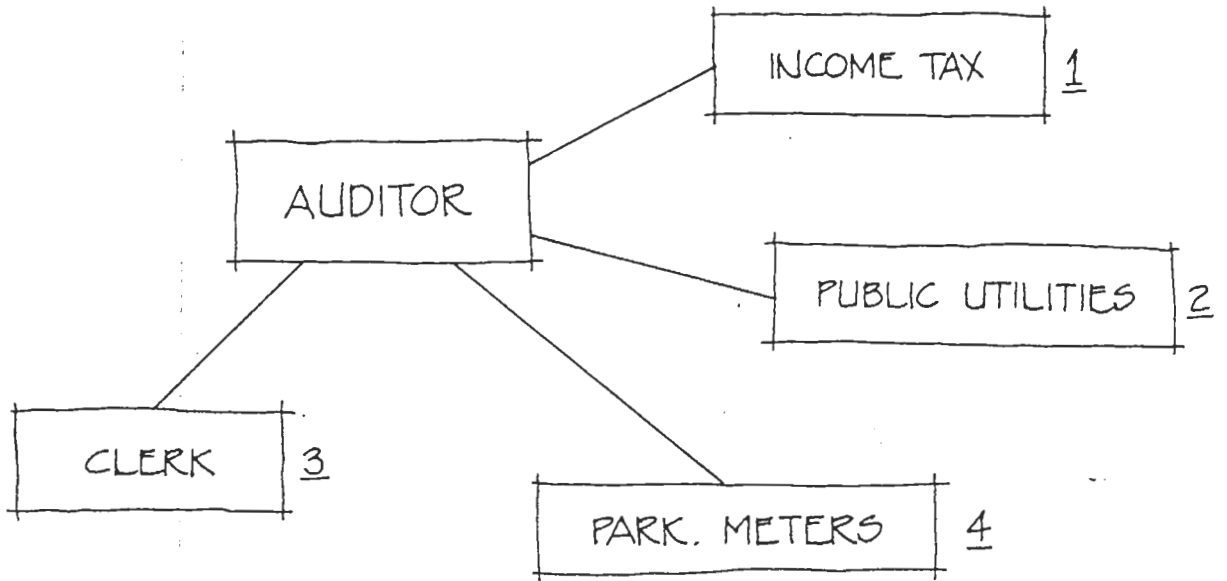 INCOME TAX 1
AUDITOR
PUBLIC UTILITIES 2
CLERK 3
PARK. METERS 4